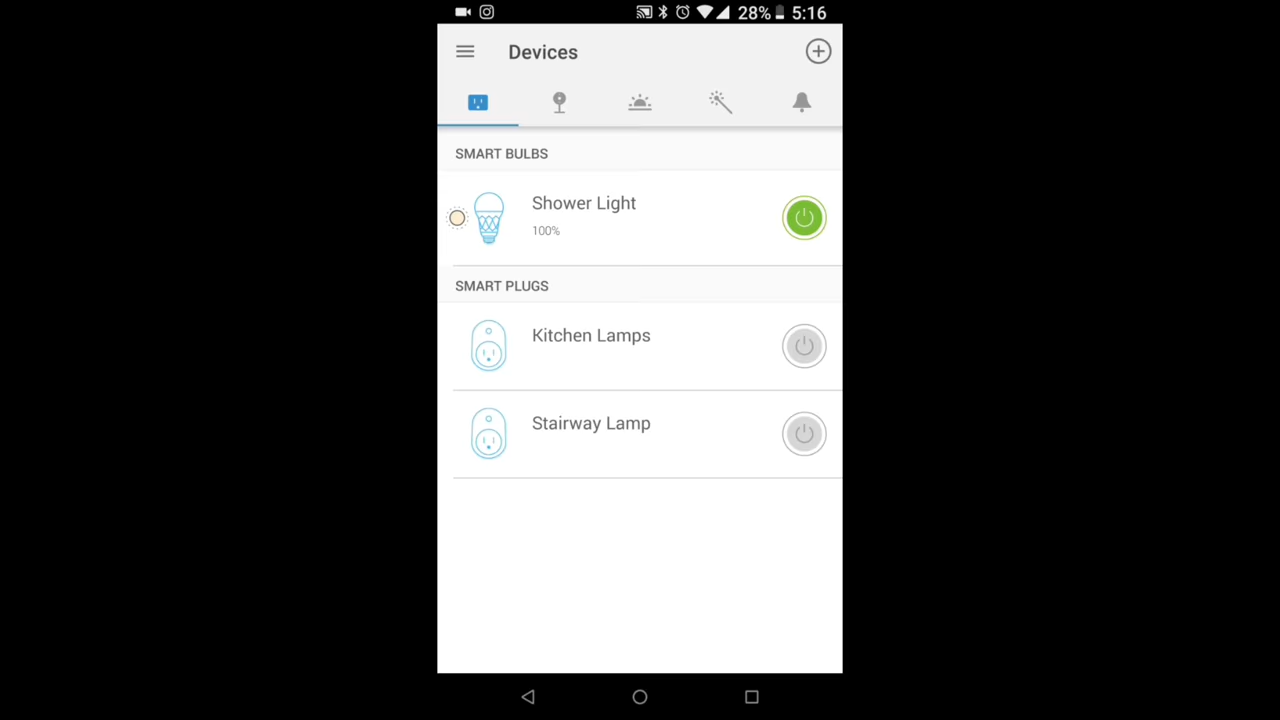 28% 5:16
Devices
SMART BULBS
Shower Light
100%
SMART PLUGS
Kitchen Lamps
Stairway Lamp